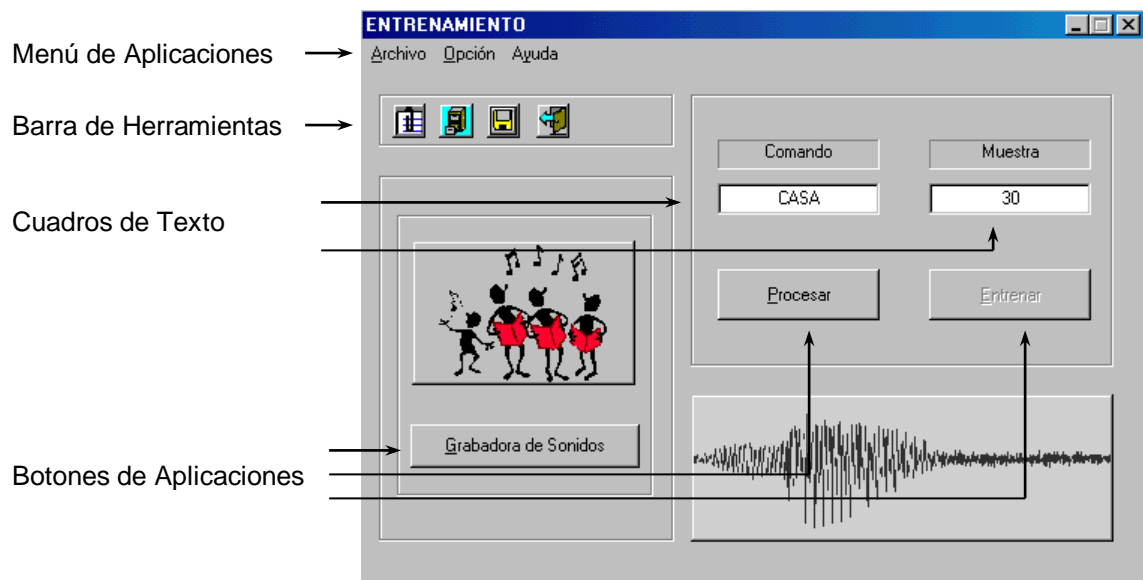 ENTRENAMIENTO
Menú de Aplicaciones
Archivo Opción Ayuda
Barra de Herramientas
Comando Muestra
CASA 30
Cuadros de Texto
Procesar Entrenar
Grabadora de Sonidos
Botones de Aplicaciones